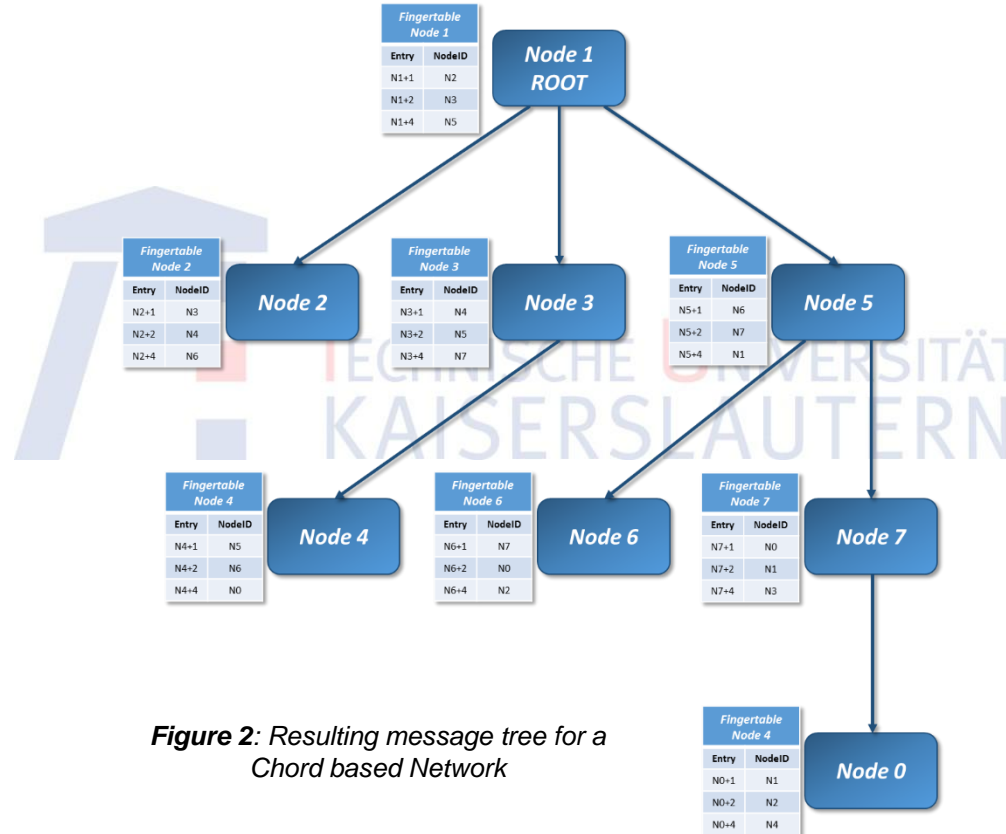 Fingertable
Node 1
Entry NodeID
N1+1 N2
N1+2 N3
N1+4 N5
Node 1
ROOT
Fingertable
Node 2
Entry NodeID
N2+1 N3
N2+2 N4
N2+4 N6
Node 2
Fingertable
Node 3
Entry NodeID
N3+1 N4
N3+2 N5
N3+4 N7
Node 3
Fingertable
Node 5
Entry NodeID
N5+1 N6
N5+2 N7
N5+4 N1
Node 5
TECHNISCHE UNIVERSITÄT
KAISERSLAUTERN
Fingertable
Node 4
Entry NodeID
N4+1 N5
N4+2 N6
N4+4 N0
Node 4
Fingertable
Node 6
Entry NodeID
N6+1 N7
N6+2 N0
N6+4 N2
Node 6
Fingertable
Node 7
Entry NodeID
N7+1 N0
N7+2 N1
N7+4 N3
Node 7
Figure 2: Resulting message tree for a
Chord based Network
Fingertable
Node 4
Entry NodeID
N0+1 N1
N0+2 N2
N0+4 N4
Node 0